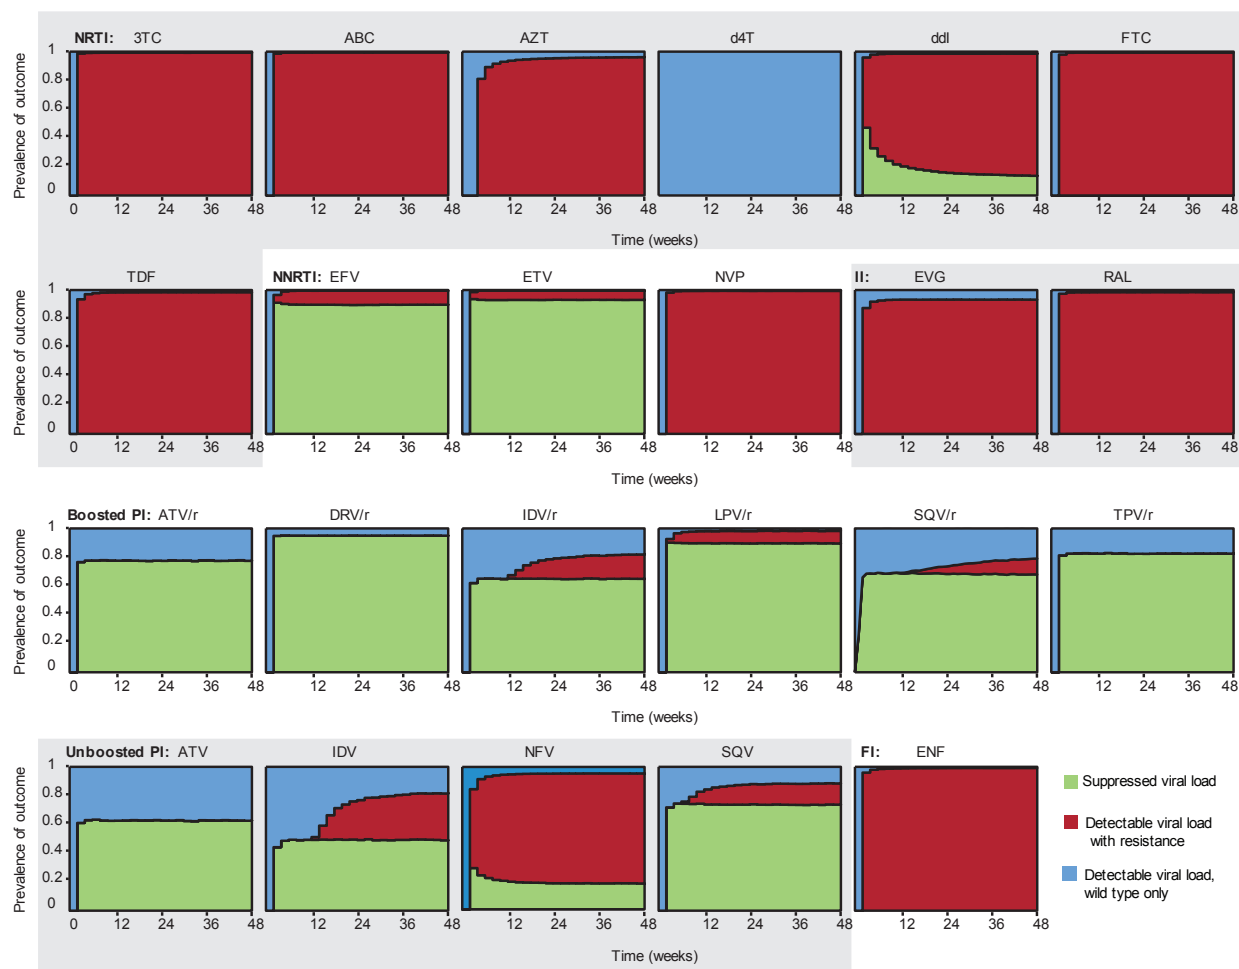 NRTI: 3TC ABC AZT d4T ddI FTC
Prevalence of outcome
1
0.8
0.6
0.4
0.2
0
0 12 24 36 48 12 24 36 48 12 24 36 48 12 24 36 48 12 24 36 48 12 24 36 48
Time (weeks)
TDF NNRTI: EFV ETV NVP II: EVG RAL
Prevalence of outcome
1
0.8
0.6
0.4
0.2
0
0 12 24 36 48 12 24 36 48 12 24 36 48 12 24 36 48 12 24 36 48 12 24 36 48
Time (weeks)
Boosted PI: ATV/r DRV/r IDV/r LPV/r SQV/r TPV/r
Prevalence of outcome
1
0.8
0.6
0.4
0.2
0
0 12 24 36 48 12 24 36 48 12 24 36 48 12 24 36 48 12 24 36 48 12 24 36 48
Time (weeks)
Unboosted PI: ATV IDV NFV SQV FI: ENF
Prevalence of outcome
1
0.8
0.6
0.4
0.2
0
0 12 24 36 48 12 24 36 48 12 24 36 48 12 24 36 48 12 24 36 48
Time (weeks)
Suppressed viral load
Detectable viral load
with resistance
Detectable viral load,
wild type only